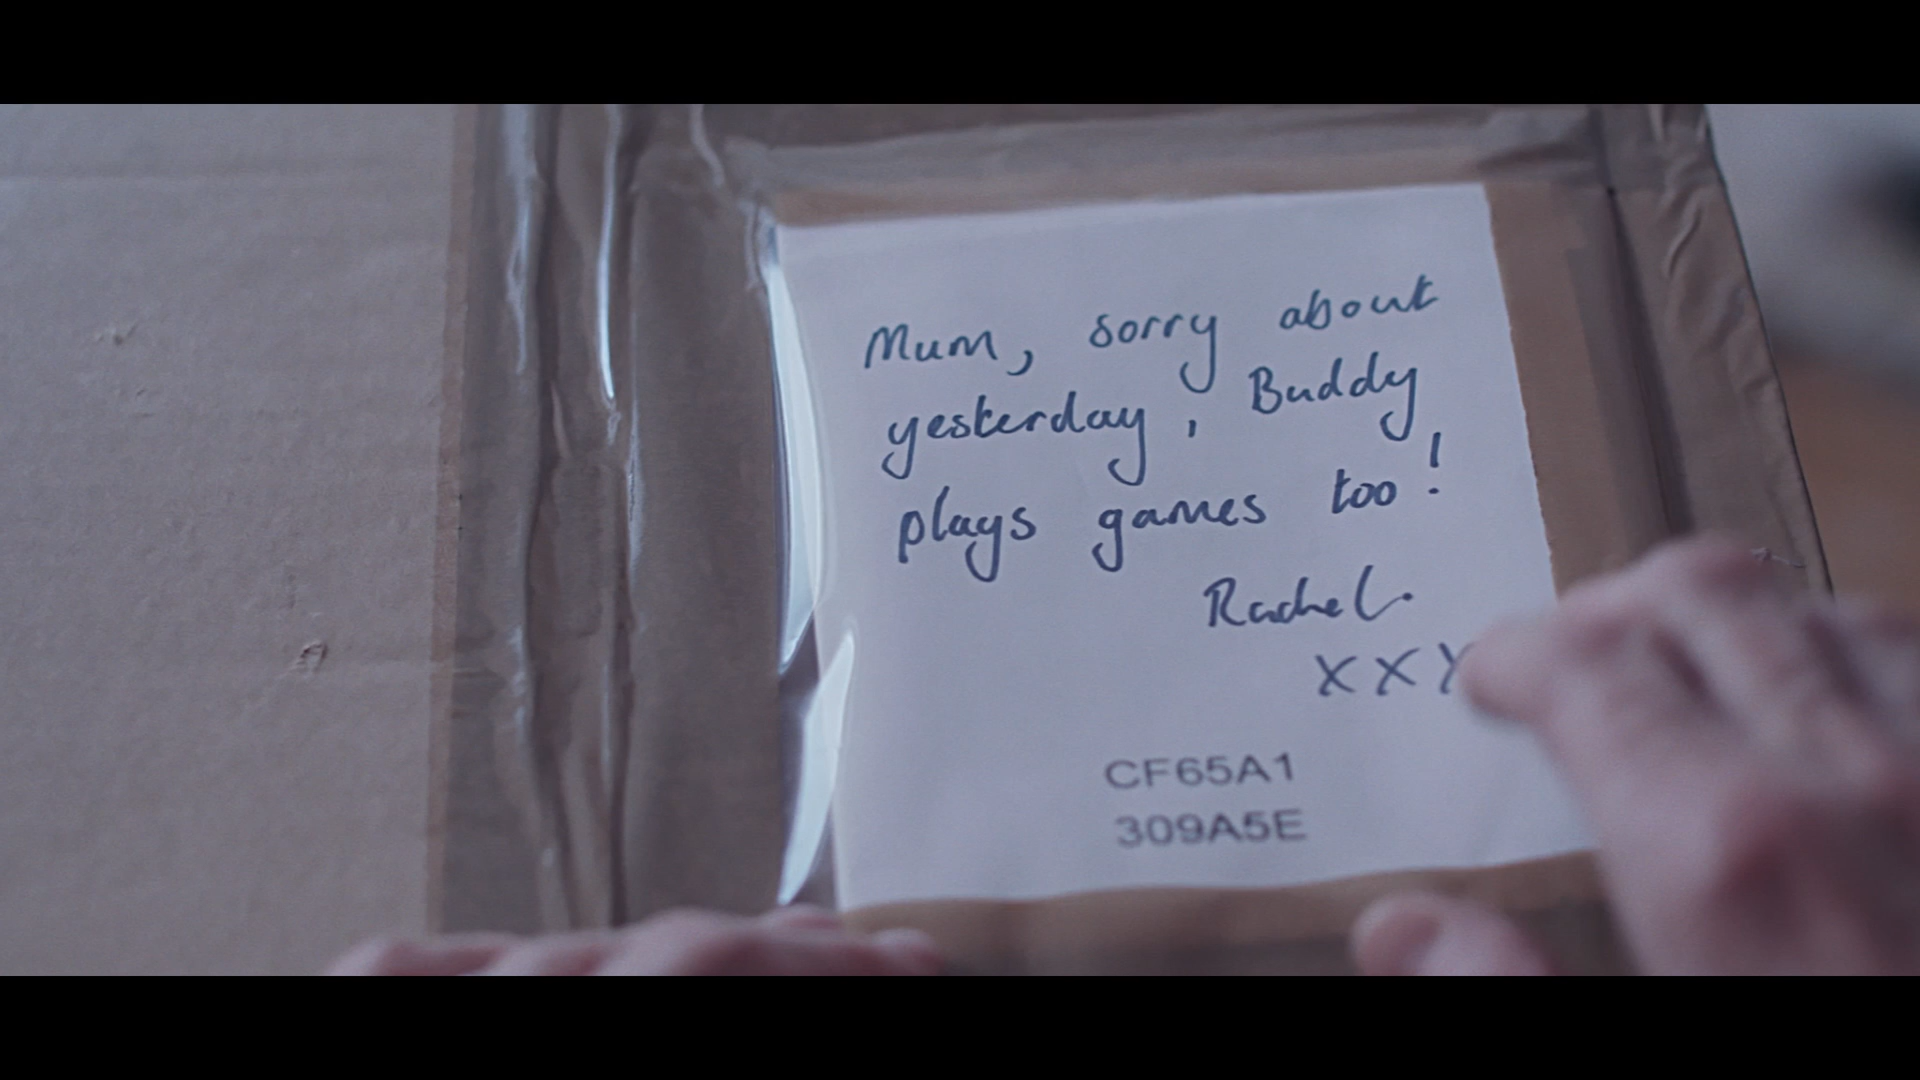 Mum, sorry about
yesterday, Buddy
plays games too!
Rachel.
XXX
CF65A1
309A5E